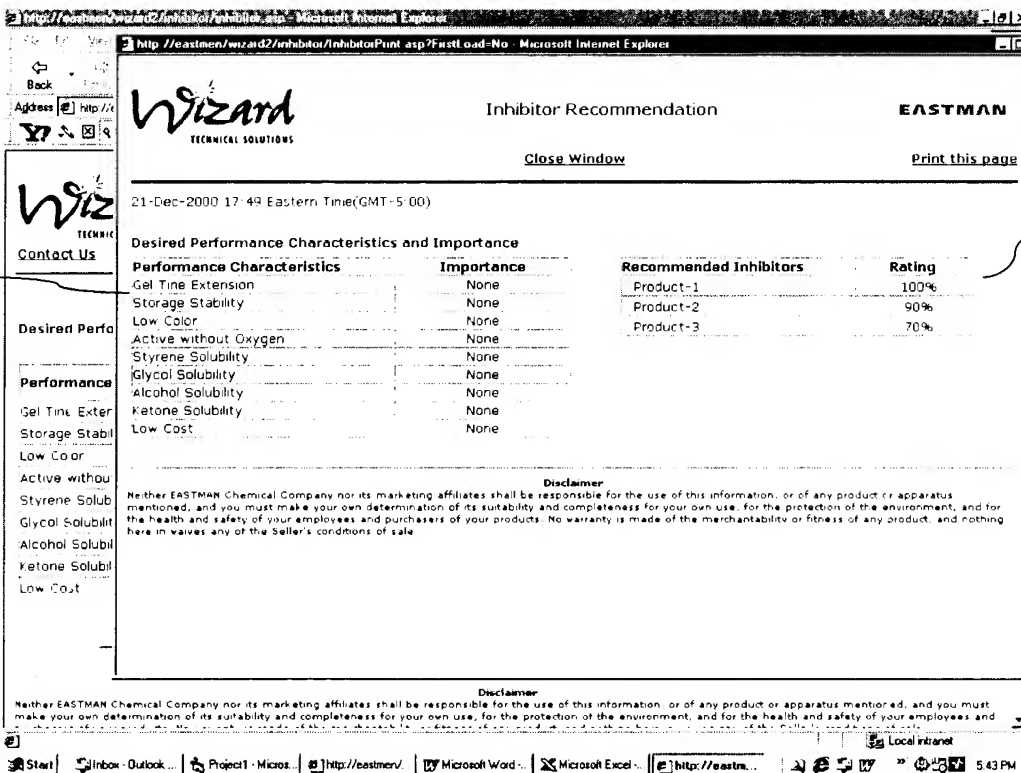 http://eastmen/wizard2/inhibitor/inhibitor.asp - Microsoft Internet Explorer
http //eastmen/wizard2/inhibitor/InhibitorPrint asp?FirstLoad=No - Microsoft Internet Explorer
Back
Address http://e
Wizard
TECHNICAL SOLUTIONS
Inhibitor Recommendation
EASTMAN
Close Window
Print this page
Wiz
TECHNIC
Contact Us
21-Dec-2000 17:49 Eastern Time(GMT-5:00)
Desired Performance Characteristics and Importance
Performance Characteristics Importance
Gel Tine Extension None
Storage Stability None
Low Color None
Active without Oxygen None
Styrene Solubility None
Glycol Solubility None
Alcohol Solubility None
Ketone Solubility None
Low Cost None
Recommended Inhibitors Rating
Product-1 100%
Product-2 90%
Product-3 70%
Desired Perfo
Performance
Gel Tine Exter
Storage Stabil
Low Color
Active withou
Styrene Solub
Glycol Solubilit
Alcohol Solubil
Ketone Solubil
Low Cost
Disclaimer
Neither EASTMAN Chemical Company nor its marketing affiliates shall be responsible for the use of this information, or of any product or apparatus
mentioned, and you must make your own determination of its suitability and completeness for your own use, for the protection of the environment, and for
the health and safety of your employees and purchasers of your products. No warranty is made of the merchantability or fitness of any product, and nothing
here in waives any of the Seller's conditions of sale
Disclaimer
Neither EASTMAN Chemical Company nor its marketing affiliates shall be responsible for the use of this information, or of any product or apparatus mentioned, and you must
make your own determination of its suitability and completeness for your own use, for the protection of the environment, and for the health and safety of your employees and
Local intranet
Start Inbox - Outlook ... Project1 - Micros... http://eastmen/. Microsoft Word -.. Microsoft Excel -.. http://eastm... 5:43 PM